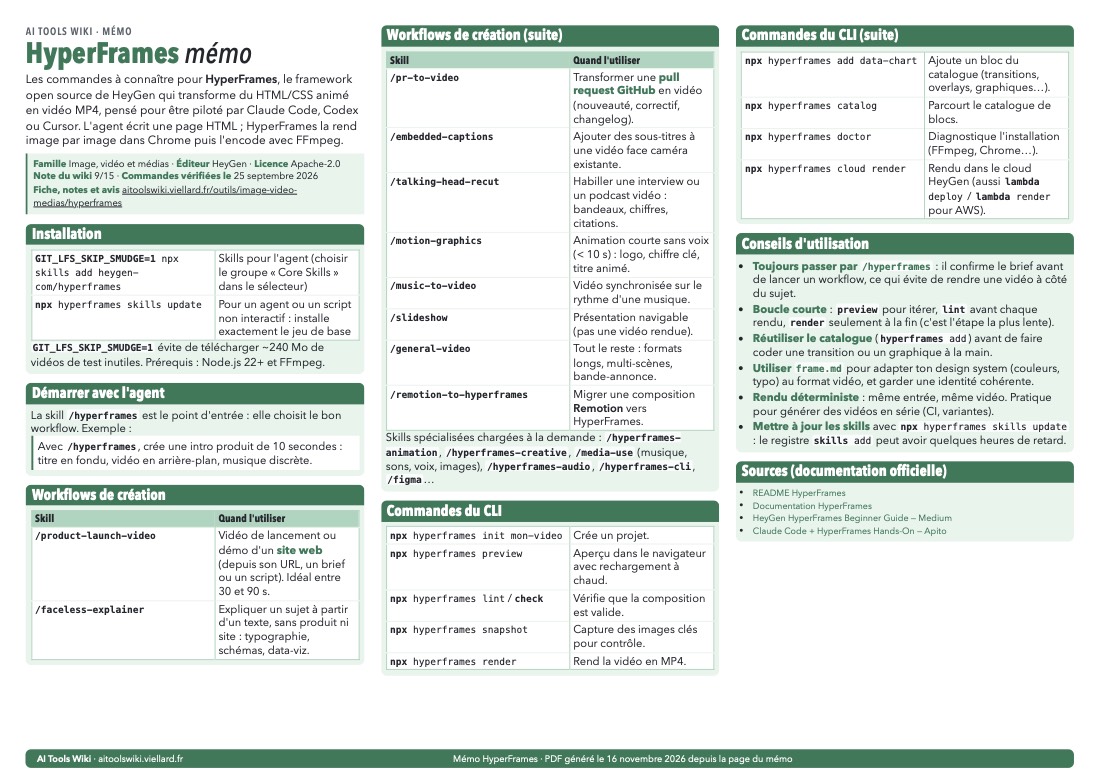 AI TOOLS WIKI · MÉMO
HyperFrames mémo
Les commandes à connaître pour HyperFrames, le framework
open source de HeyGen qui transforme du HTML/CSS animé
en vidéo MP4, pensé pour être piloté par Claude Code, Codex
ou Cursor. L'agent écrit une page HTML ; HyperFrames la rend
image par image dans Chrome puis l'encode avec FFmpeg.
Famille Image, vidéo et médias · Éditeur HeyGen · Licence Apache-2.0
Note du wiki 9/15 · Commandes vérifiées le 25 septembre 2026
Fiche, notes et avis aitoolswiki.viellard.fr/outils/image-video-
medias/hyperframes
Installation
GIT_LFS_SKIP_SMUDGE=1 npx
skills add heygen-
com/hyperframes
Skills pour l'agent (choisir
le groupe « Core Skills »
dans le sélecteur)
npx hyperframes skills update
Pour un agent ou un script
non interactif : installe
exactement le jeu de base
GIT_LFS_SKIP_SMUDGE=1 évite de télécharger ~240 Mo de
vidéos de test inutiles. Prérequis : Node.js 22+ et FFmpeg.
Démarrer avec l'agent
La skill /hyperframes est le point d'entrée : elle choisit le bon
workflow. Exemple :
Avec /hyperframes, crée une intro produit de 10 secondes :
titre en fondu, vidéo en arrière-plan, musique discrète.
Workflows de création
Skill
Quand l'utiliser
/product-launch-video
Vidéo de lancement ou
démo d'un site web
(depuis son URL, un brief
ou un script). Idéal entre
30 et 90 s.
/faceless-explainer
Expliquer un sujet à partir
d'un texte, sans produit ni
site : typographie,
schémas, data-viz.
Workflows de création (suite)
Skill
Quand l'utiliser
/pr-to-video
Transformer une pull
request GitHub en vidéo
(nouveauté, correctif,
changelog).
/embedded-captions
Ajouter des sous-titres à
une vidéo face caméra
existante.
/talking-head-recut
Habiller une interview ou
un podcast vidéo :
bandeaux, chiffres,
citations.
/motion-graphics
Animation courte sans voix
(< 10 s) : logo, chiffre clé,
titre animé.
/music-to-video
Vidéo synchronisée sur le
rythme d'une musique.
/slideshow
Présentation navigable
(pas une vidéo rendue).
/general-video
Tout le reste : formats
longs, multi-scènes,
bande-annonce.
/remotion-to-hyperframes
Migrer une composition
Remotion vers
HyperFrames.
Skills spécialisées chargées à la demande : /hyperframes-
animation, /hyperframes-creative, /media-use (musique,
sons, voix, images), /hyperframes-audio, /hyperframes-cli,
/figma…
Commandes du CLI
npx hyperframes init mon-video
Crée un projet.
npx hyperframes preview
Aperçu dans le navigateur
avec rechargement à
chaud.
npx hyperframes lint / check
Vérifie que la composition
est valide.
npx hyperframes snapshot
Capture des images clés
pour contrôle.
npx hyperframes render
Rend la vidéo en MP4.
Commandes du CLI (suite)
npx hyperframes add data-chart
Ajoute un bloc du
catalogue (transitions,
overlays, graphiques…).
npx hyperframes catalog
Parcourt le catalogue de
blocs.
npx hyperframes doctor
Diagnostique l'installation
(FFmpeg, Chrome…).
npx hyperframes cloud render
Rendu dans le cloud
HeyGen (aussi lambda
deploy / lambda render
pour AWS).
Conseils d'utilisation
• Toujours passer par /hyperframes : il confirme le brief avant
de lancer un workflow, ce qui évite de rendre une vidéo à côté
du sujet.
• Boucle courte : preview pour itérer, lint avant chaque
rendu, render seulement à la fin (c'est l'étape la plus lente).
• Réutiliser le catalogue (hyperframes add) avant de faire
coder une transition ou un graphique à la main.
• Utiliser frame.md pour adapter ton design system (couleurs,
typo) au format vidéo, et garder une identité cohérente.
• Rendu déterministe : même entrée, même vidéo. Pratique
pour générer des vidéos en série (CI, variantes).
• Mettre à jour les skills avec npx hyperframes skills update
: le registre skills add peut avoir quelques heures de retard.
Sources (documentation officielle)
• README HyperFrames
• Documentation HyperFrames
• HeyGen HyperFrames Beginner Guide – Medium
• Claude Code + HyperFrames Hands-On – Apito
AI Tools Wiki · aitoolswiki.viellard.fr
Mémo HyperFrames · PDF généré le 16 novembre 2026 depuis la page du mémo